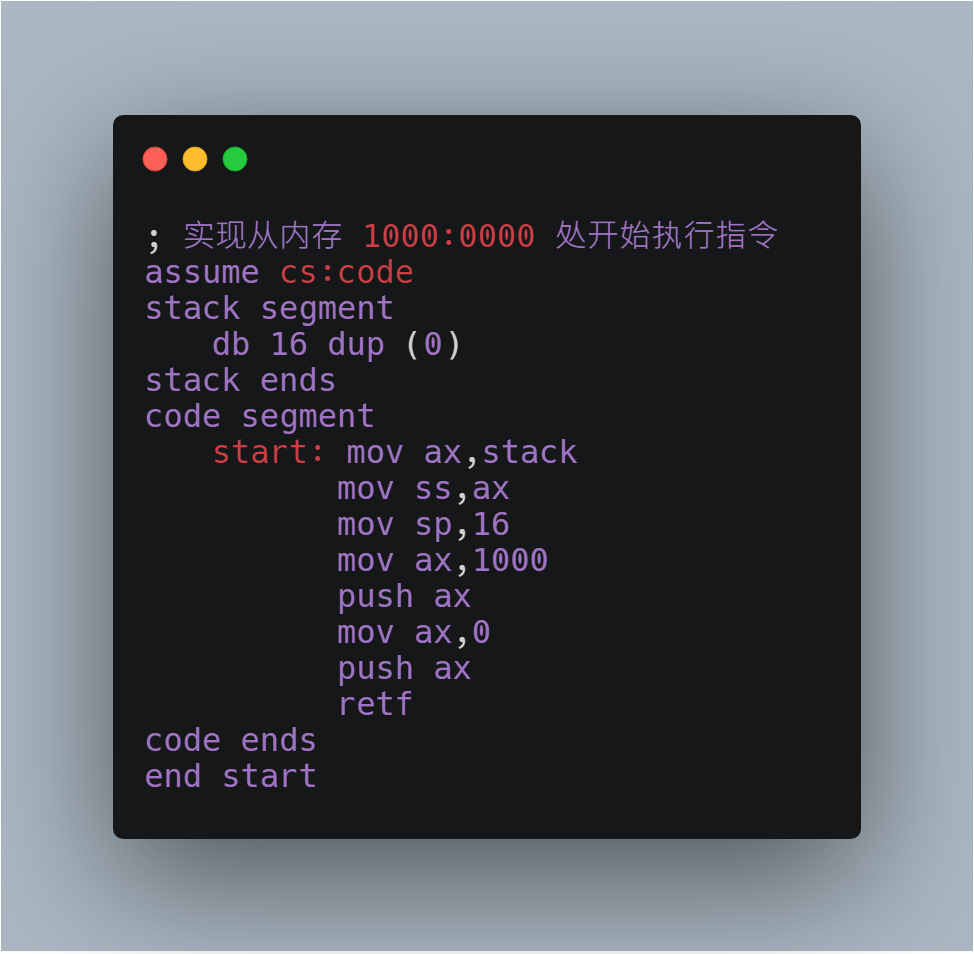 ; 实现从内存 1000:0000 处开始执行指令
assume cs:code
stack segment
    db 16 dup (0)
stack ends
code segment
    start: mov ax,stack
           mov ss,ax
           mov sp,16
           mov ax,1000
           push ax
           mov ax,0
           push ax
           retf
code ends
end start